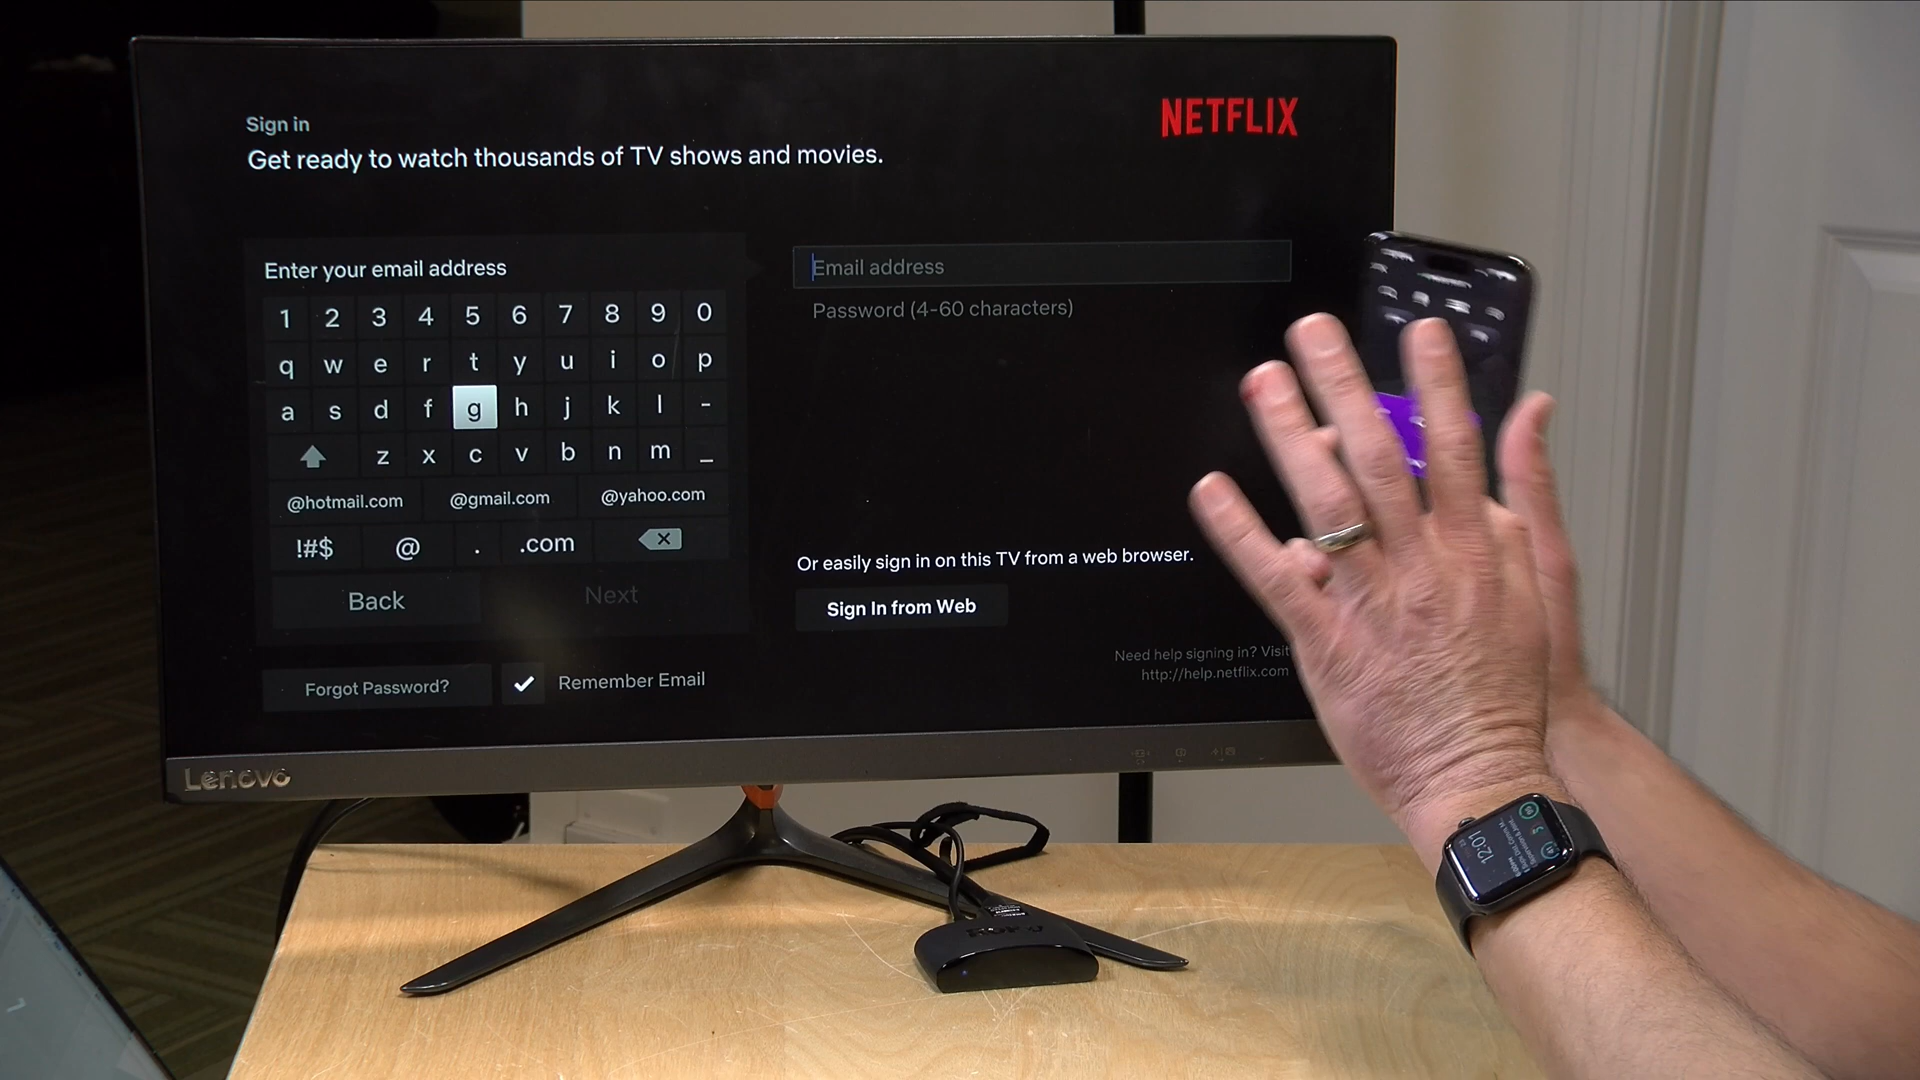 Sign in
NETFLIX
Get ready to watch thousands of TV shows and movies.
Enter your email address
Email address
Password (4-60 characters)
1 2 3 4 5 6 7 8 9 0
q w e r t y u i o p
a s d f g h j k l -
z x c v b n m _
@hotmail.com @gmail.com @yahoo.com
!#$ @ . .com
Back Next
Or easily sign in on this TV from a web browser.
Sign In from Web
Forgot Password? Remember Email
Need help signing in? Visit
http://help.netflix.com
Lenovo
12:01
Roku